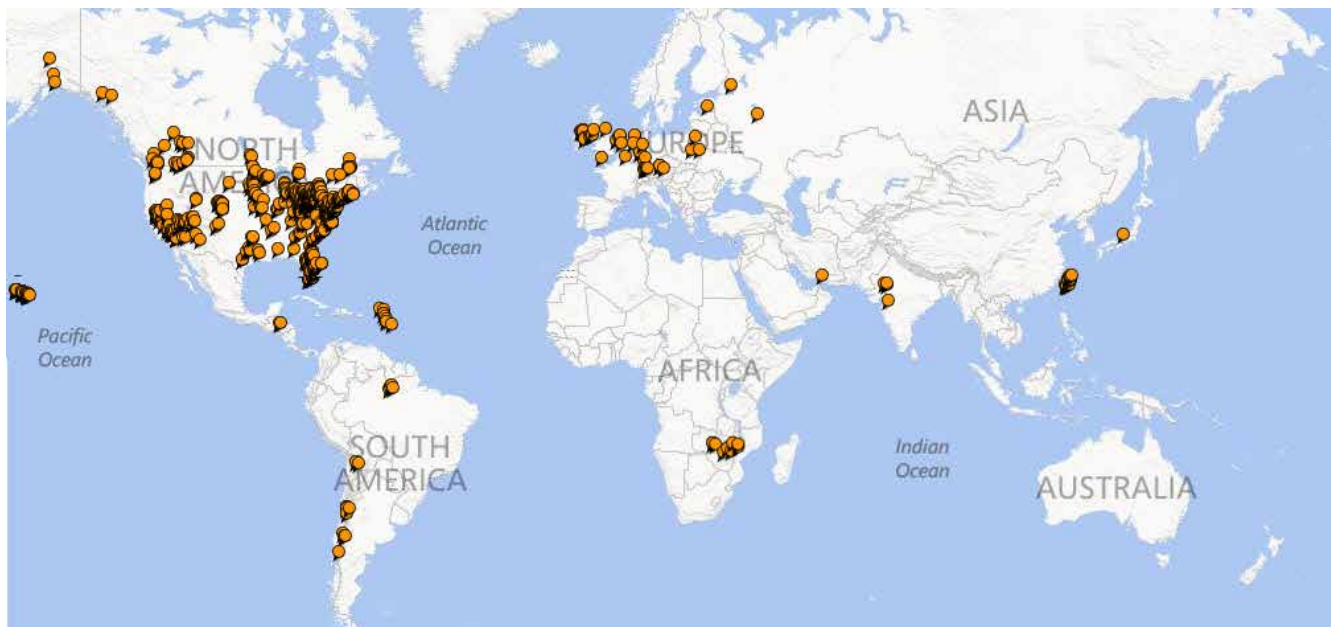 ASIA
NORTH
AMERICA
EUROPE
Atlantic
Ocean
Pacific
Ocean
AFRICA
SOUTH
AMERICA
Indian
Ocean
AUSTRALIA